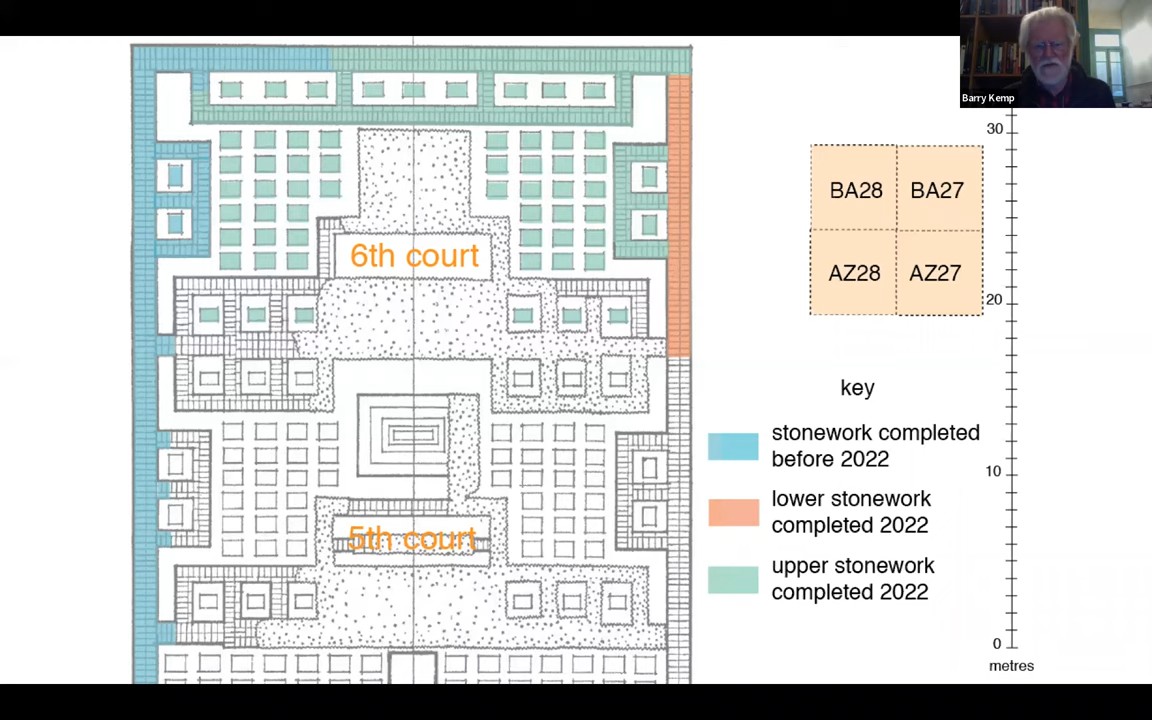 Barry Kemp
6th court
5th court
BA28
BA27
AZ28
AZ27
key
stonework completed
before 2022
lower stonework
completed 2022
upper stonework
completed 2022
30
20
10
0
metres